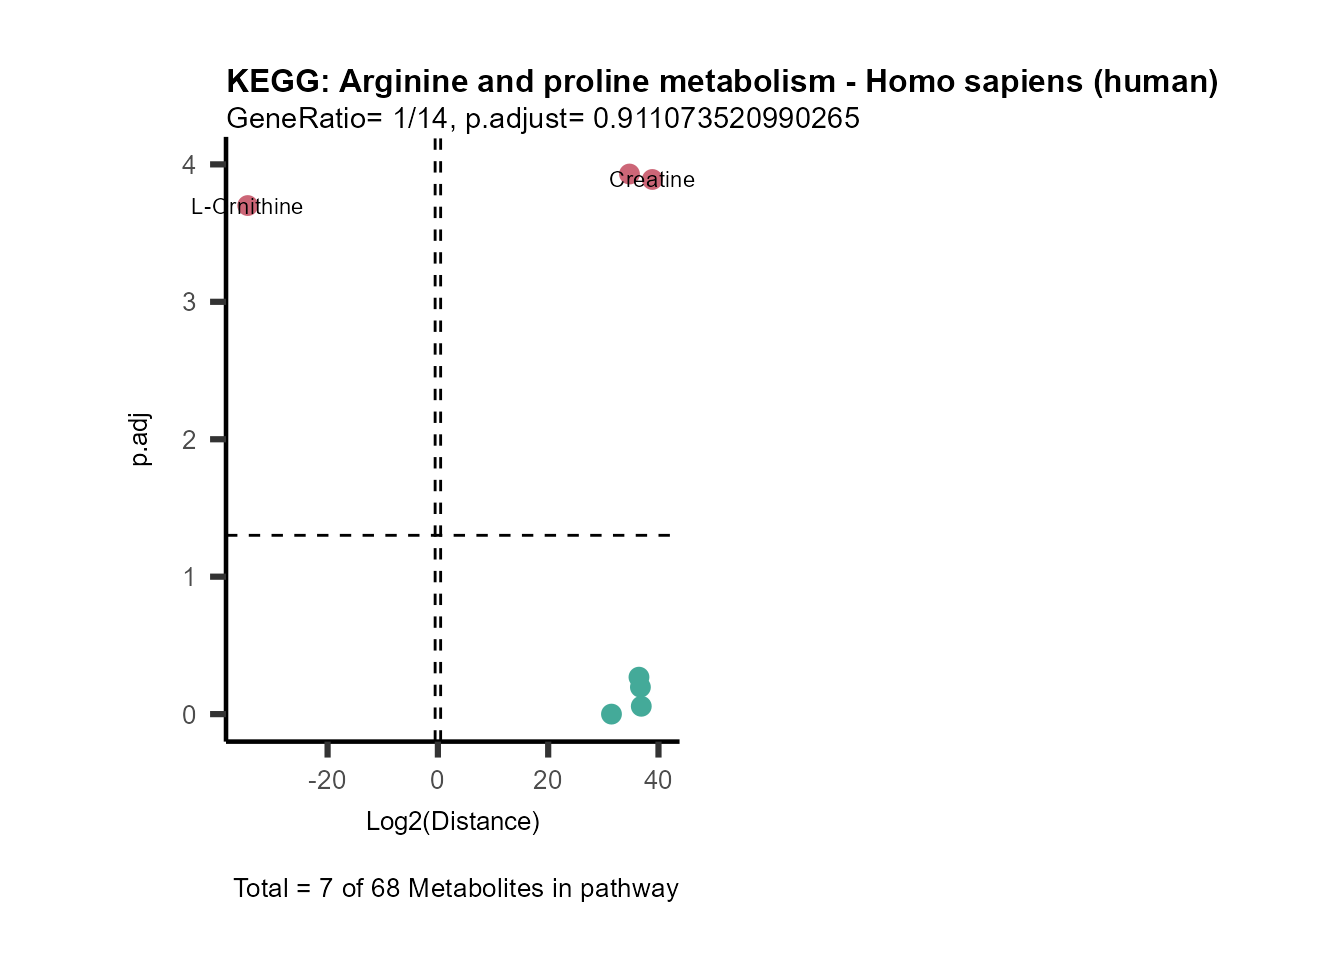 KEGG: Arginine and proline metabolism - Homo sapiens (human)
GeneRatio= 1/14, p.adjust= 0.911073520990265
4
3
2
1
0
p.adj
L-Ornithine
Creatine
-20
0
20
40
Log2(Distance)
Total = 7 of 68 Metabolites in pathway